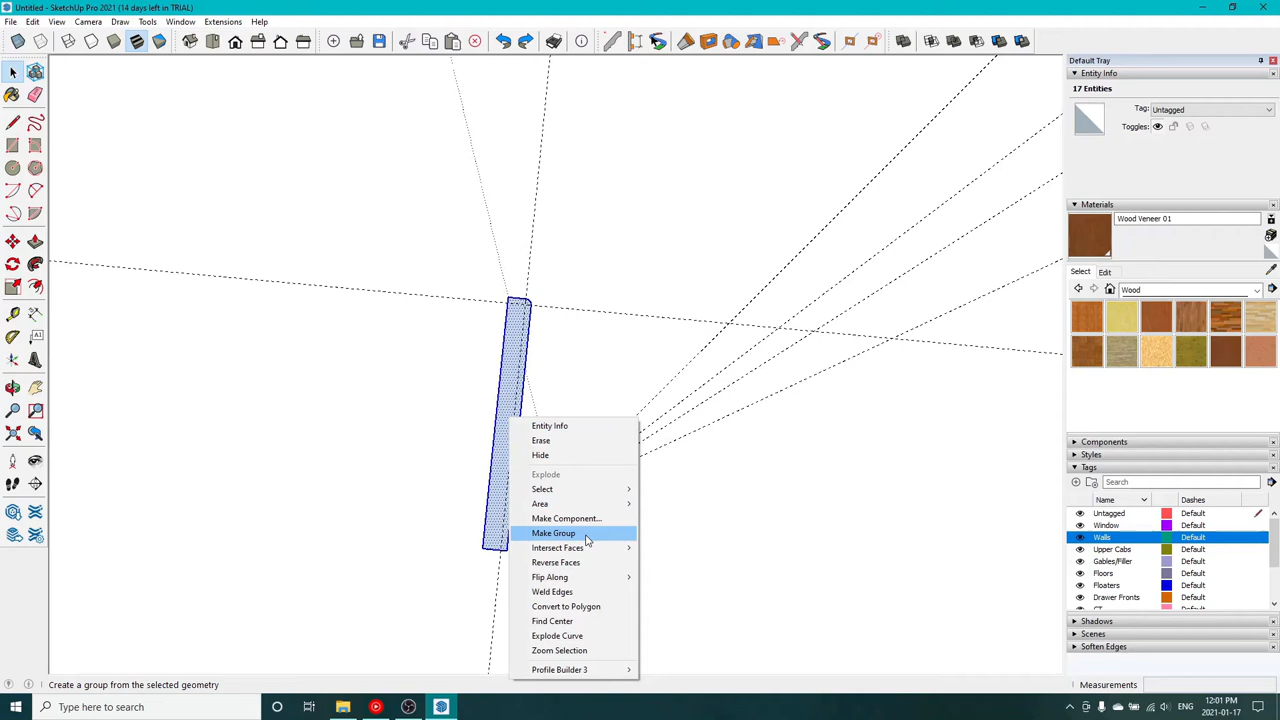 Untitled - SketchUp Pro 2021 (14 days left in TRIAL)
File Edit View Camera Draw Tools Window Extensions Help
Default Tray
Entity Info
17 Entities
Tag: Untagged
Toggles:
Materials
Wood Veneer 01
Select Edit
Wood
Entity Info
Erase
Hide
Explode
Select
Area
Make Component...
Make Group
Intersect Faces
Reverse Faces
Flip Along
Weld Edges
Convert to Polygon
Find Center
Explode Curve
Zoom Selection
Profile Builder 3
Components
Styles
Tags
Search
Name Dashes
Untagged Default
Window Default
Walls Default
Upper Cabs Default
Gables/Filler Default
Floors Default
Floaters Default
Drawer Fronts Default
CT Default
Shadows
Scenes
Soften Edges
Create a group from the selected geometry
Measurements
Type here to search
12:01 PM
2021-01-17